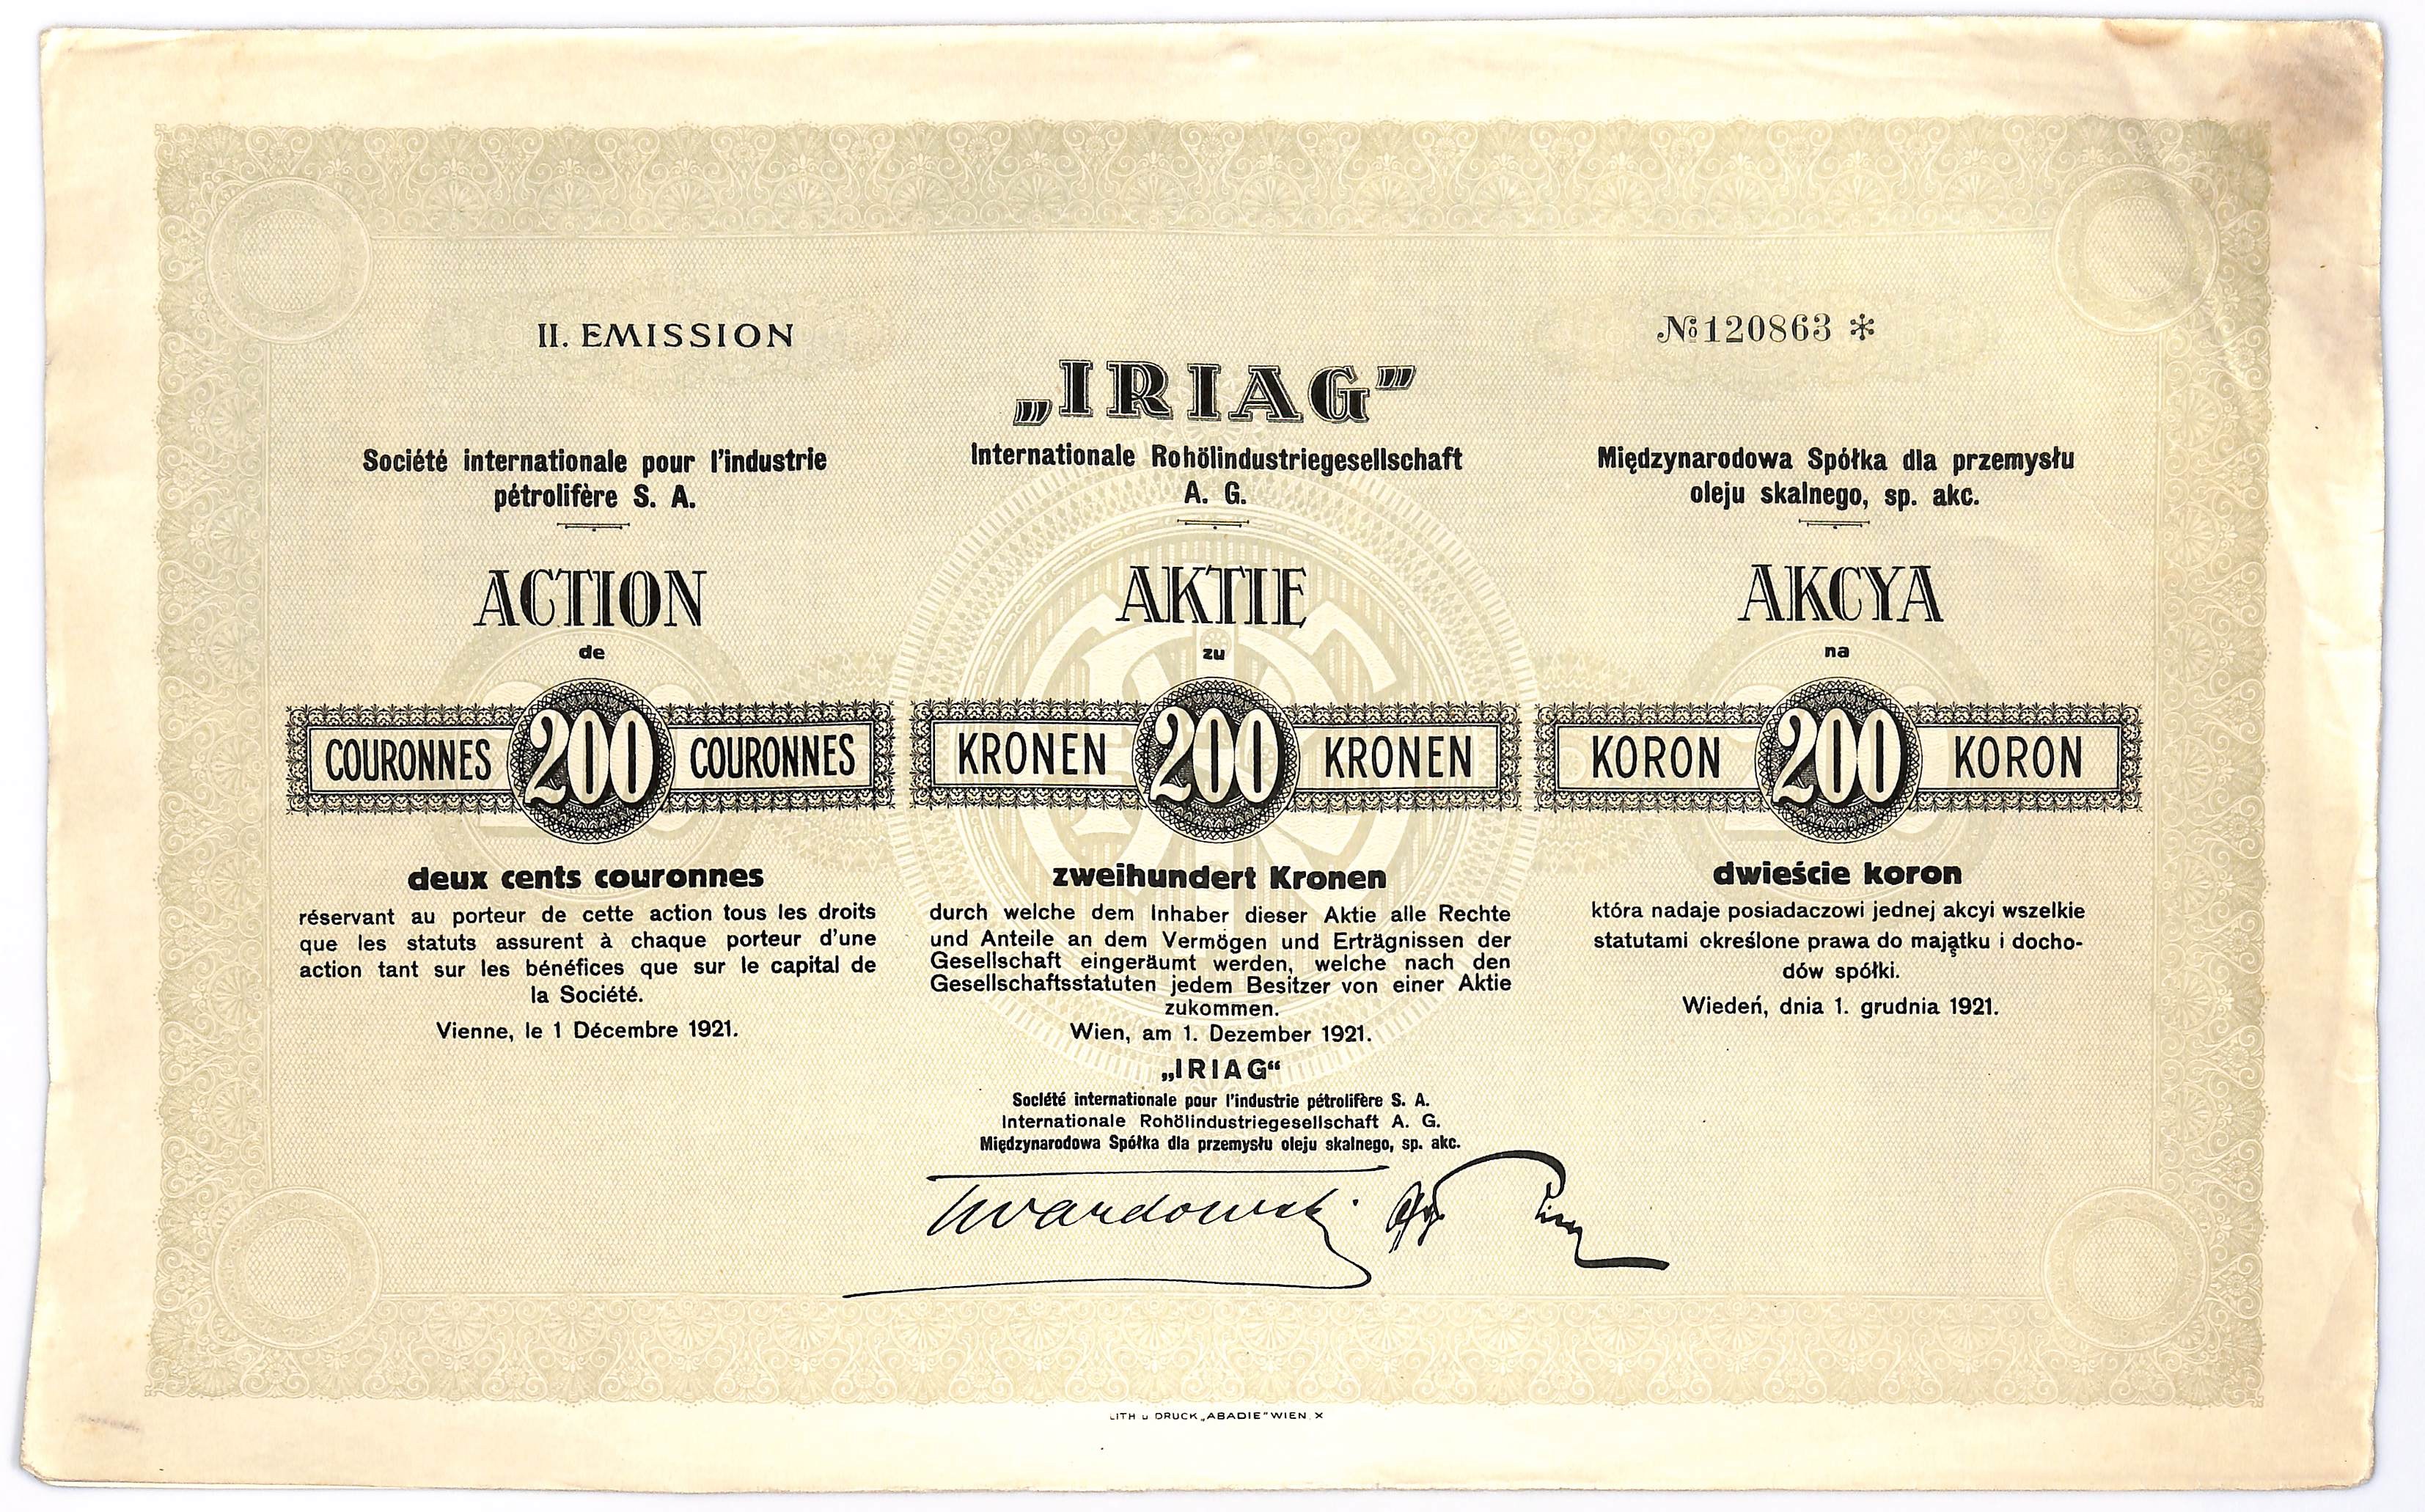 II. EMISSION
№ 120863 *
„IRIAG”
Société internationale pour l'industrie
pétrolifère S. A.
ACTION
de
COURONNES 200 COURONNES
deux cents couronnes
réservant au porteur de cette action tous les droits
que les statuts assurent à chaque porteur d'une
action tant sur les bénéfices que sur le capital de
la Société.
Vienne, le 1 Décembre 1921.
Internationale Rohölindustriegesellschaft
A. G.
AKTIE
zu
KRONEN 200 KRONEN
zweihundert Kronen
durch welche dem Inhaber dieser Aktie alle Rechte
und Anteile an dem Vermögen und Erträgnissen der
Gesellschaft eingeräumt werden, welche nach den
Gesellschaftsstatuten jedem Besitzer von einer Aktie
zukommen.
Wien, am 1. Dezember 1921.
Międzynarodowa Spółka dla przemysłu
oleju skalnego, sp. akc.
AKCYA
na
KORON 200 KORON
dwieście koron
która nadaje posiadaczowi jednej akcyi wszelkie
statutami określone prawa do majątku i docho-
dów spółki.
Wiedeń, dnia 1. grudnia 1921.
„IRIAG“
Société internationale pour l'industrie pétrolifère S. A.
Internationale Rohölindustriegesellschaft A. G.
Międzynarodowa Spółka dla przemysłu oleju skalnego, sp. akc.
Twardowski
LITH u DRUCK „ABADIE" WIEN, X